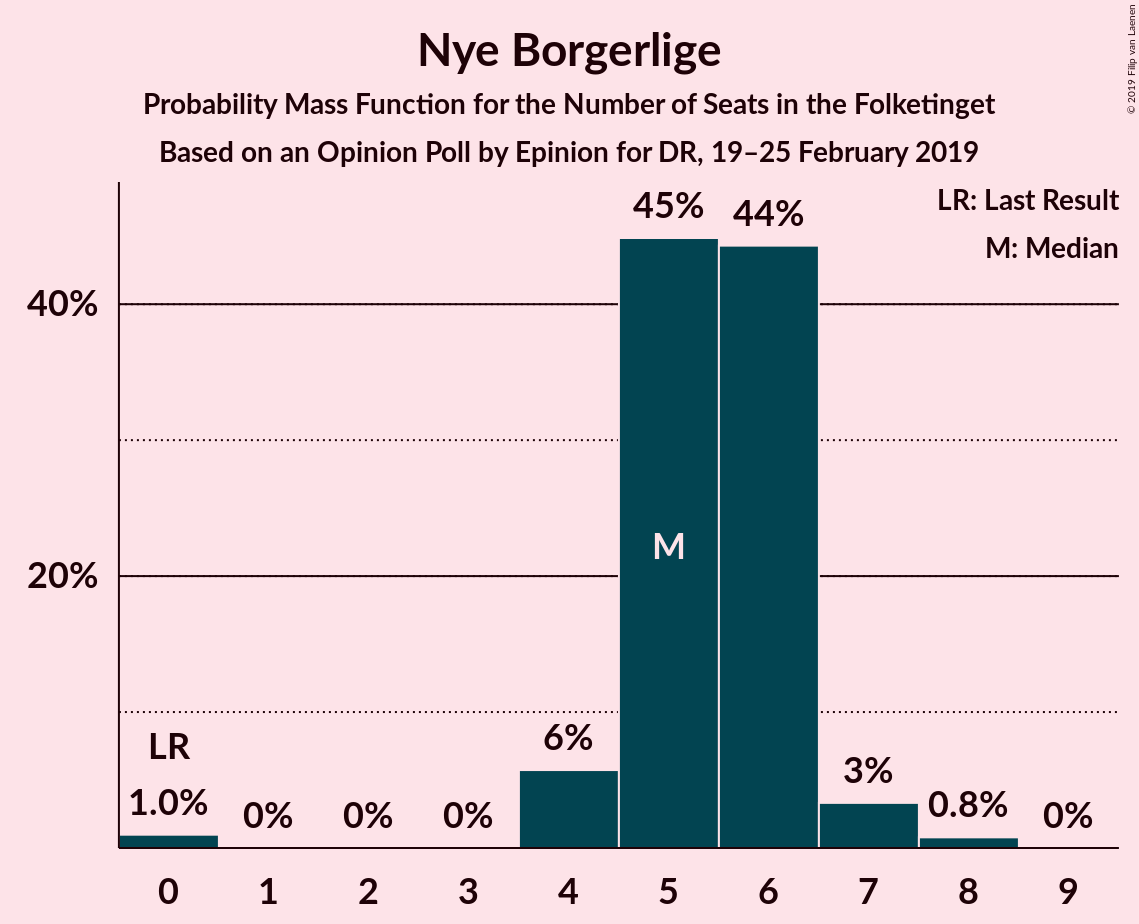 Nye Borgerlige
Probability Mass Function for the Number of Seats in the Folketinget
Based on an Opinion Poll by Epinion for DR, 19–25 February 2019
© 2019 Filip van Laenen
LR: Last Result
M: Median
45%
44%
40%
M
20%
LR
6%
3%
1.0%
0%
0%
0%
0.8%
0%
0 1 2 3 4 5 6 7 8 9